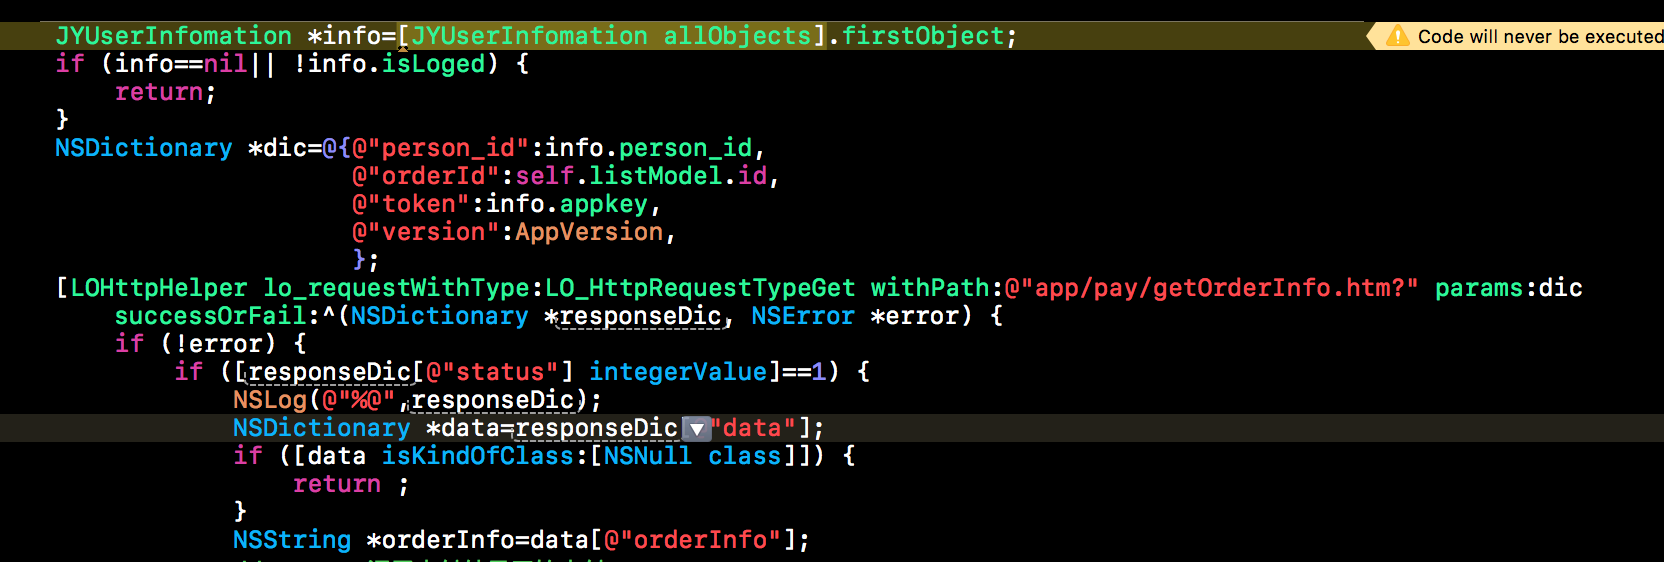 JYUserInfomation *info=[JYUserInfomation allObjects].firstObject;
Code will never be executed
if (info==nil|| !info.isLoged) {
return;
}
NSDictionary *dic=@{@"person_id":info.person_id,
@"orderId":self.listModel.id,
@"token":info.appkey,
@"version":AppVersion,
};
[LOHttpHelper lo_requestWithType:LO_HttpRequestTypeGet withPath:@"app/pay/getOrderInfo.htm?" params:dic
successOrFail:^(NSDictionary *responseDic, NSError *error) {
if (!error) {
if ([responseDic[@"status"] integerValue]==1) {
NSLog(@"%@",responseDic);
NSDictionary *data=responseDic "data"];
if ([data isKindOfClass:[NSNull class]]) {
return ;
}
NSString *orderInfo=data[@"orderInfo"];